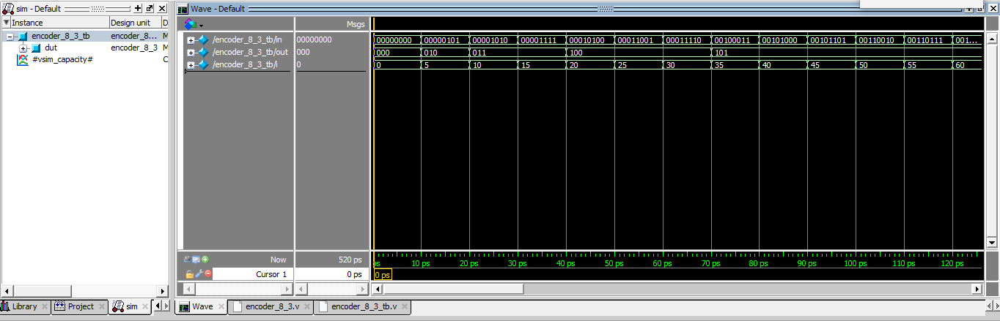 sim - Default
Instance Design unit D
encoder_8_3_tb encoder_8... M
dut encoder_8_3 M
#vsim_capacity# C
Library Project sim
Wave - Default
Msgs
/encoder_8_3_tb/in 00000000 00000000 00000101 00001010 00001111 00010100 00011001 00011110 00100011 00101000 00101101 00110010 00110111 001...
/encoder_8_3_tb/out 000 000 010 011 100 101
/encoder_8_3_tb/i 0 0 5 10 15 20 25 30 35 40 45 50 55 60
Now 520 ps ps 10 ps 20 ps 30 ps 40 ps 50 ps 60 ps 70 ps 80 ps 90 ps 100 ps 110 ps 120 ps
Cursor 1 0 ps 0 ps
Wave encoder_8_3.v encoder_8_3_tb.v